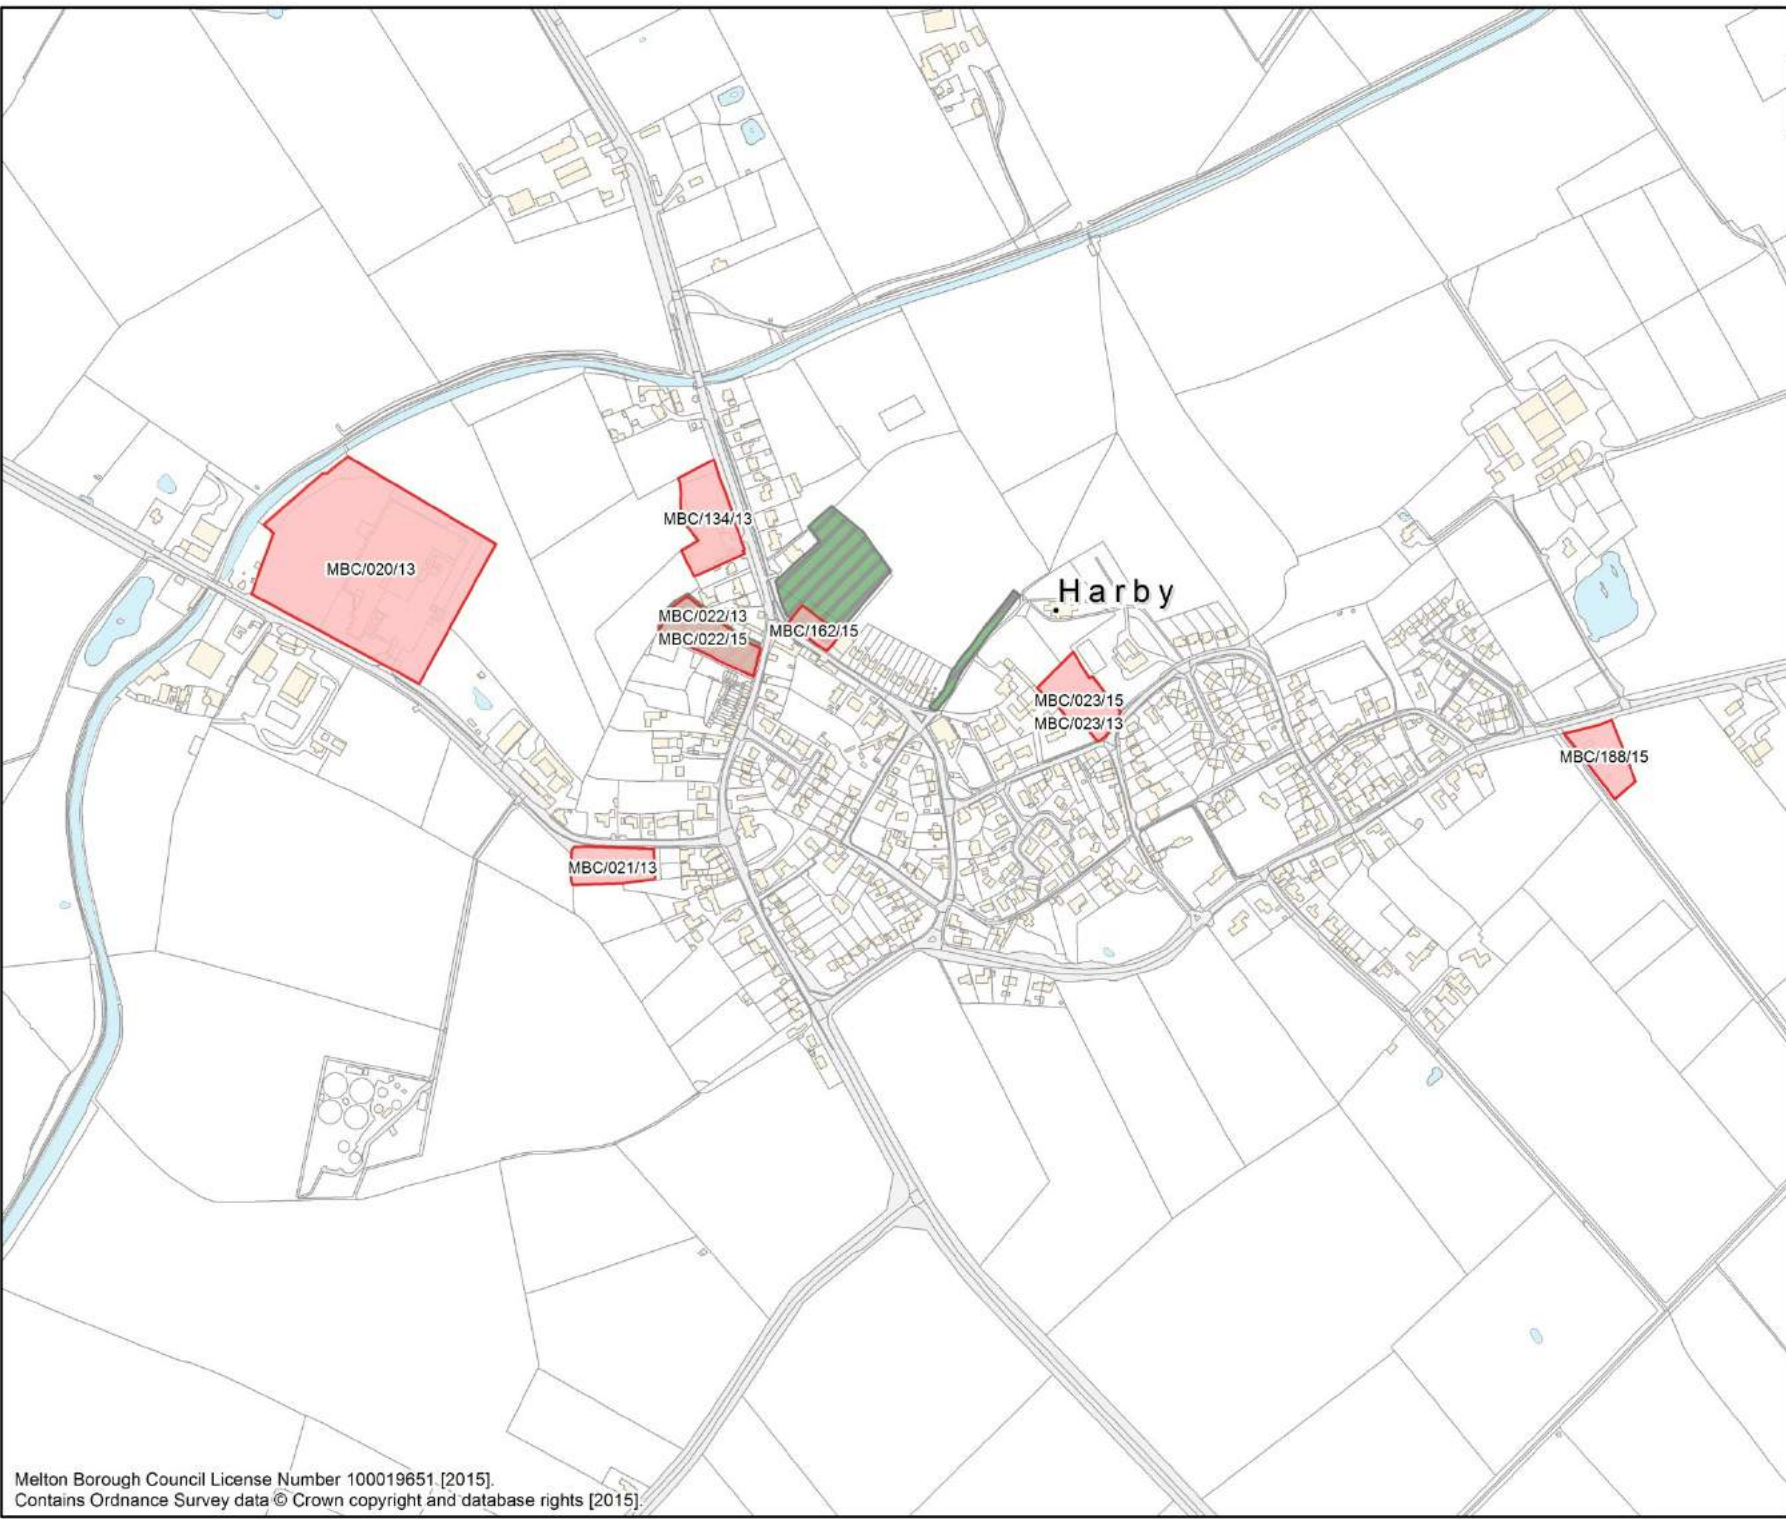 MBC/134/13
MBC/020/13
Harby
MBC/022/13
MBC/022/15
MBC/162/15
MBC/023/15
MBC/023/13
MBC/188/15
MBC/021/13
Melton Borough Council License Number 100019651 [2015].
Contains Ordnance Survey data © Crown copyright and database rights [2015].